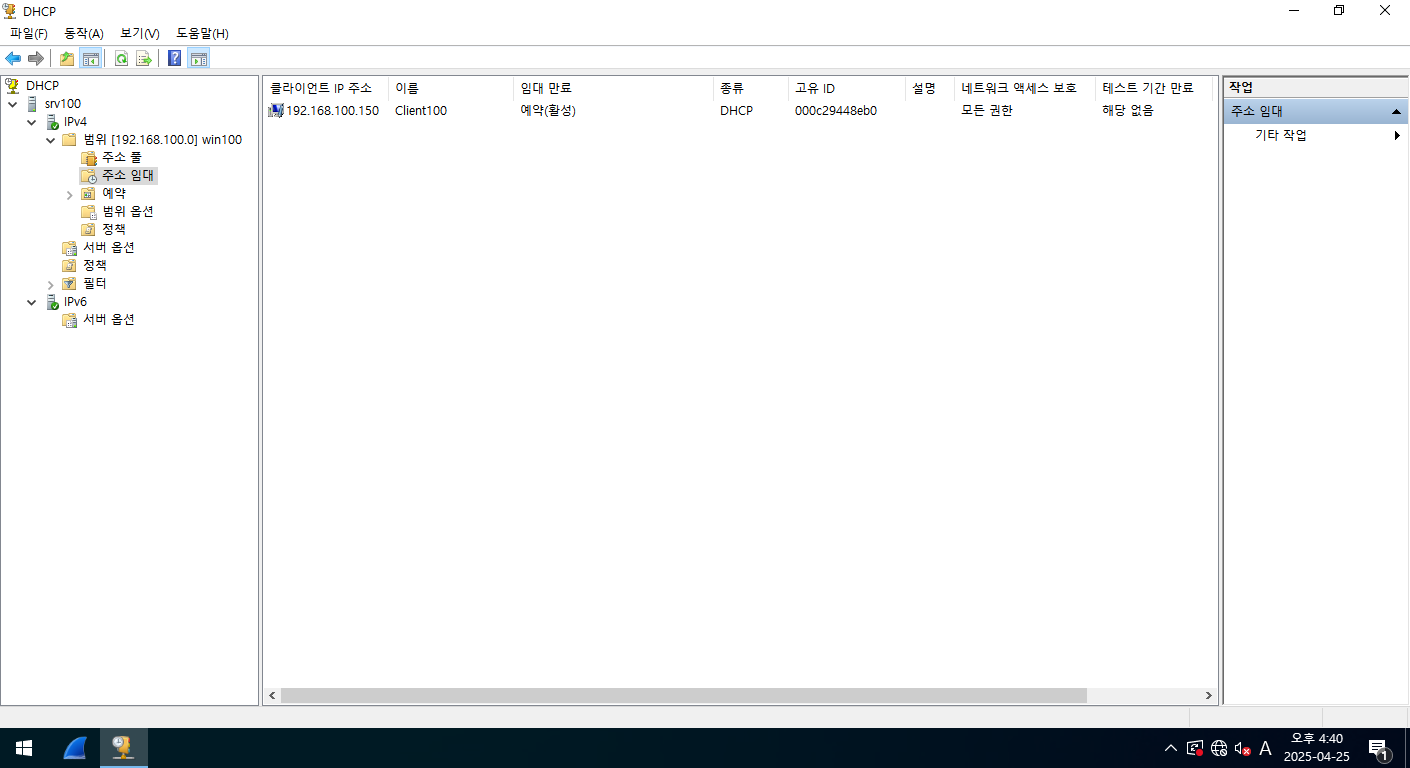 DHCP
파일(F) 동작(A) 보기(V) 도움말(H)
DHCP
srv100
IPv4
범위 [192.168.100.0] win100
주소 풀
주소 임대
예약
범위 옵션
정책
서버 옵션
정책
필터
IPv6
서버 옵션
클라이언트 IP 주소 이름 임대 만료 종류 고유 ID 설명 네트워크 액세스 보호 테스트 기간 만료
192.168.100.150 Client100 예약(활성) DHCP 000c29448eb0 모든 권한 해당 없음
작업
주소 임대
기타 작업
A
오후 4:40
2025-04-25
1